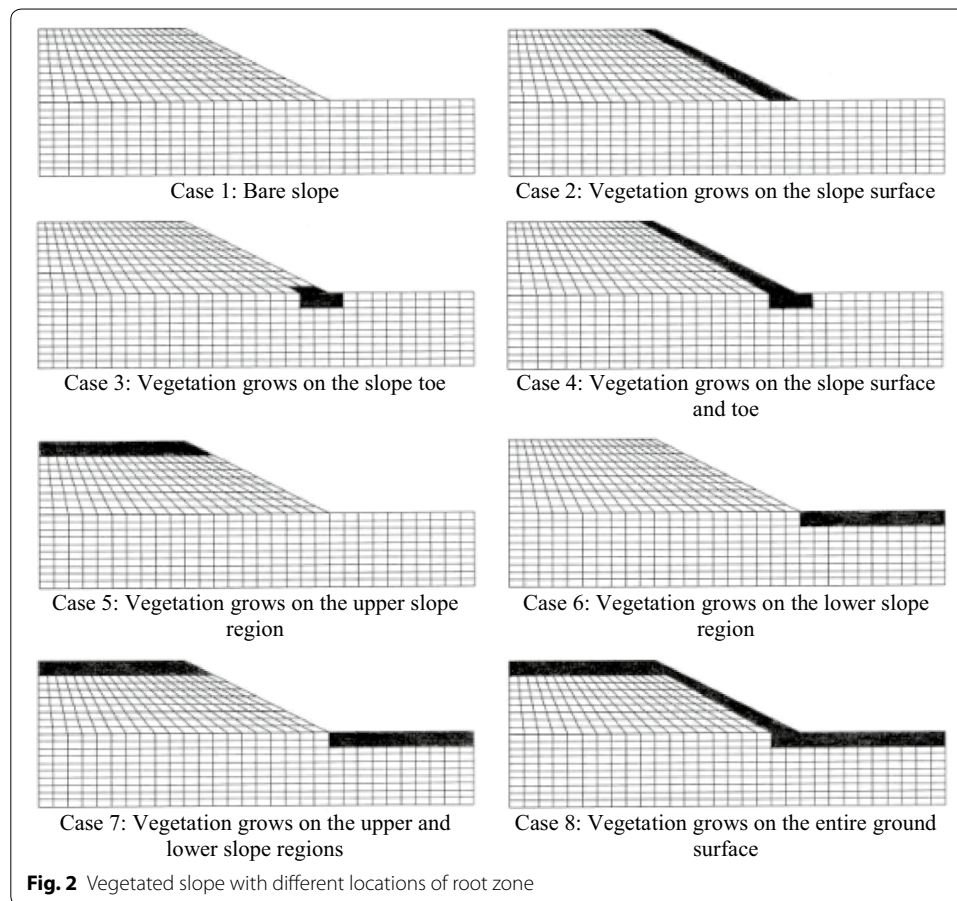 Case 1: Bare slope
Case 2: Vegetation grows on the slope surface
Case 3: Vegetation grows on the slope toe
Case 4: Vegetation grows on the slope surface
and toe
Case 5: Vegetation grows on the upper slope
region
Case 6: Vegetation grows on the lower slope
region
Case 7: Vegetation grows on the upper and
lower slope regions
Case 8: Vegetation grows on the entire ground
surface
Fig. 2 Vegetated slope with different locations of root zone